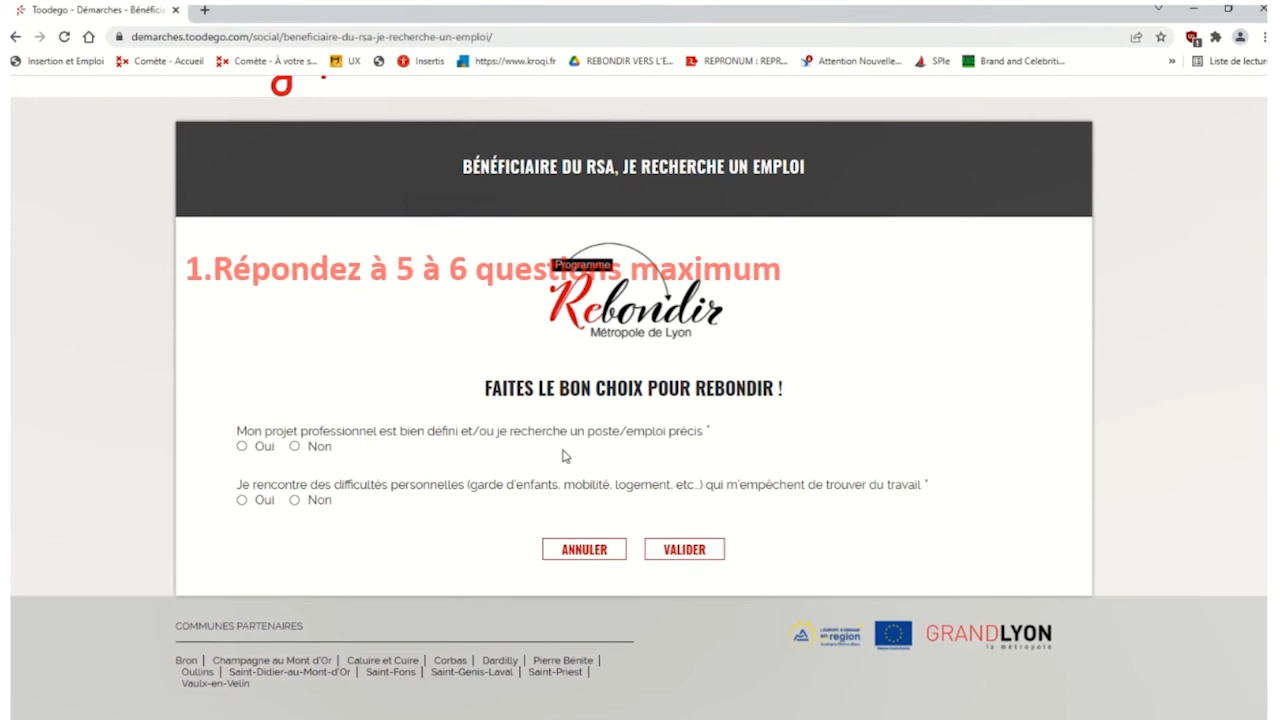 Toodego - Démarches - Bénéficie
demarches.toodego.com/social/beneficiaire-du-rsa-je-recherche-un-emploi/
Insertion et Emploi Comète - Accueil Comète - À votre s... UX Insertis https://www.kroqi.fr REBONDIR VERS L'E... REPRONUM : REPR... Attention Nouvelle... SPIe Brand and Celebriti... » Liste de lectur
BÉNÉFICIAIRE DU RSA, JE RECHERCHE UN EMPLOI
1.Répondez à 5 à 6 questions maximum
Programme
Rebondir
Métropole de Lyon
FAITES LE BON CHOIX POUR REBONDIR !
Mon projet professionnel est bien défini et/ou je recherche un poste/emploi précis *
Oui Non
Je rencontre des difficultés personnelles (garde d'enfants, mobilité, logement, etc...) qui m'empêchent de trouver du travail *
Oui Non
ANNULER VALIDER
COMMUNES PARTENAIRES
Bron | Champagne au Mont d'Or | Caluire et Cuire | Corbas | Dardilly | Pierre Bénite |
Oullins | Saint-Didier-au-Mont-d'Or | Saint-Fons | Saint-Genis-Laval | Saint-Priest |
Vaulx-en-Velin
en région
GRANDLYON
la métropole